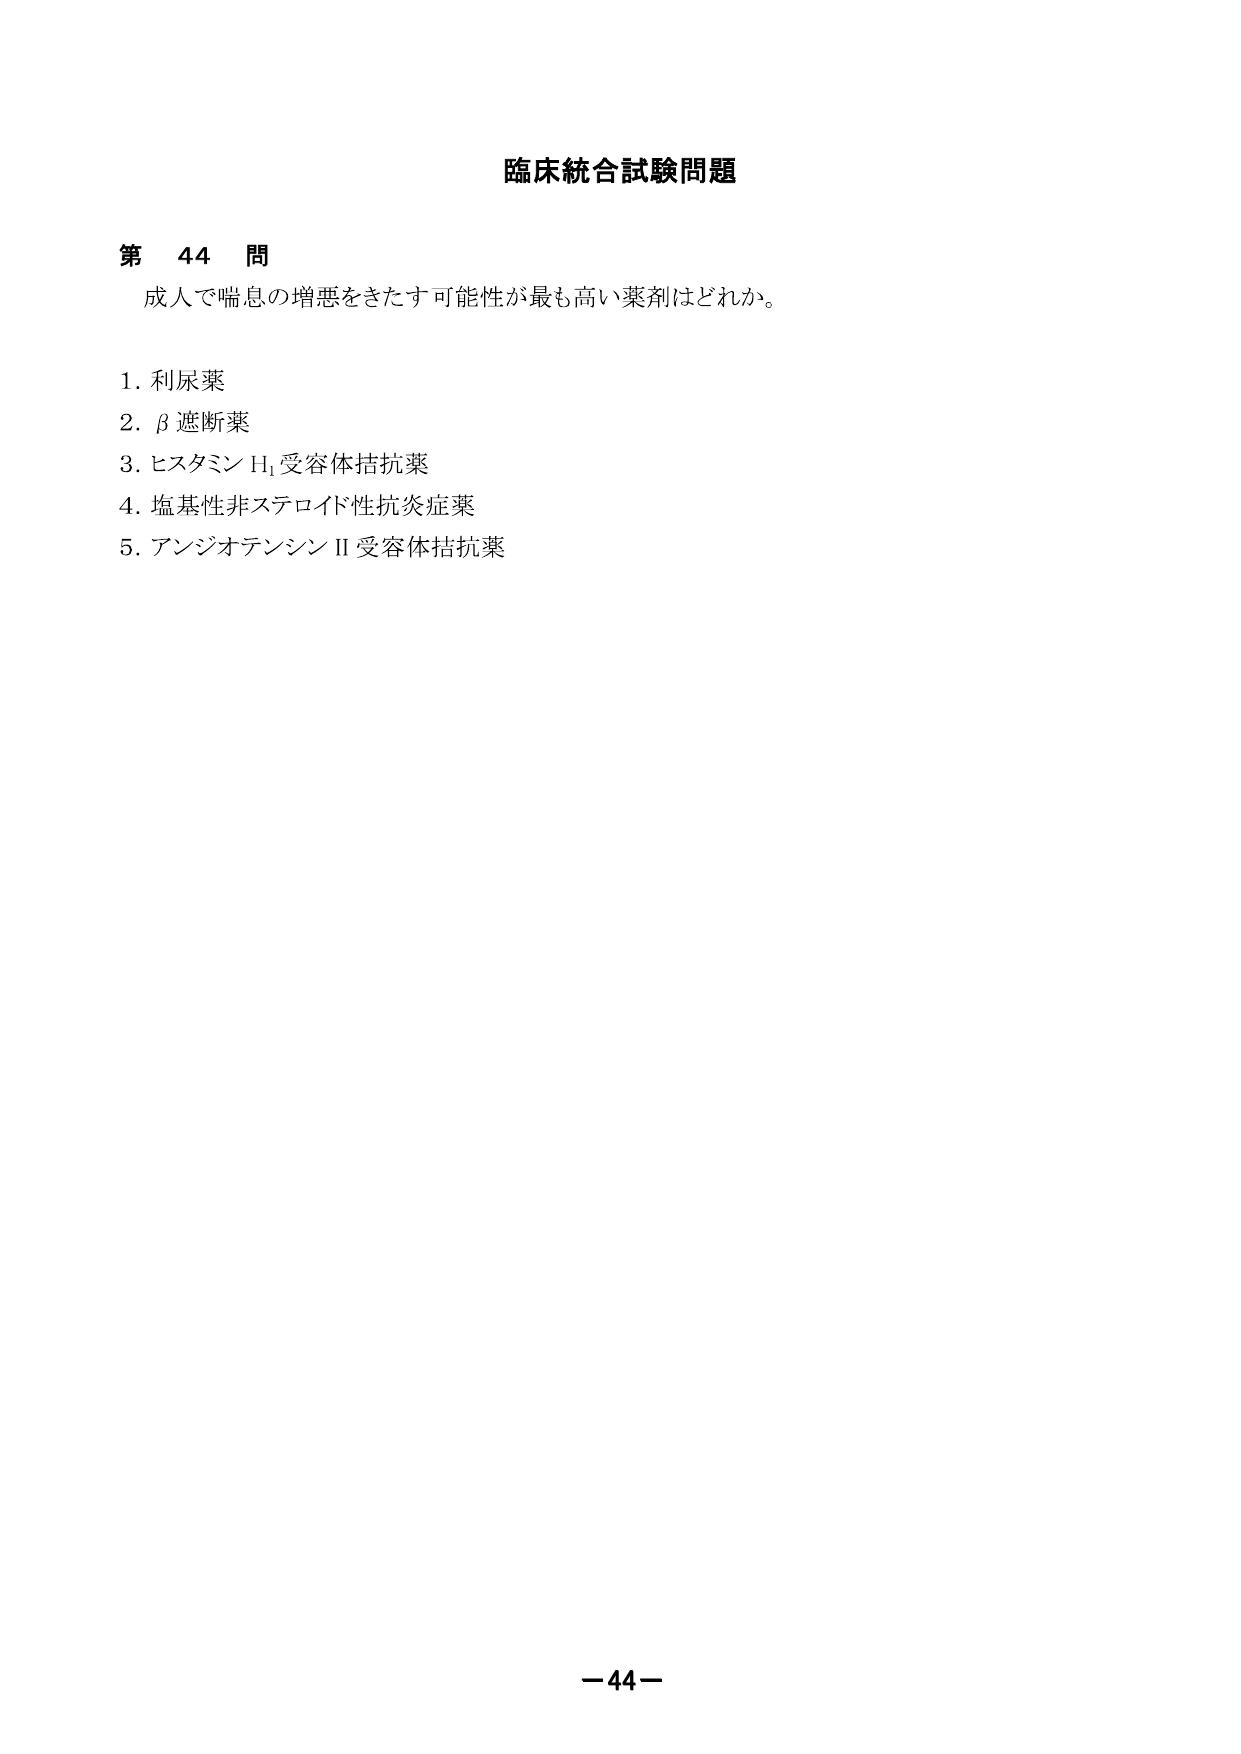 臨床統合試験問題
第 44 問
成人で喘息の増悪をきたす可能性が最も高い薬剤はどれか。
1. 利尿薬
2. β遮断薬
3. ヒスタミン H₁受容体拮抗薬
4. 塩基性非ステロイド性抗炎症薬
5. アンジオテンシン II 受容体拮抗薬
－44－